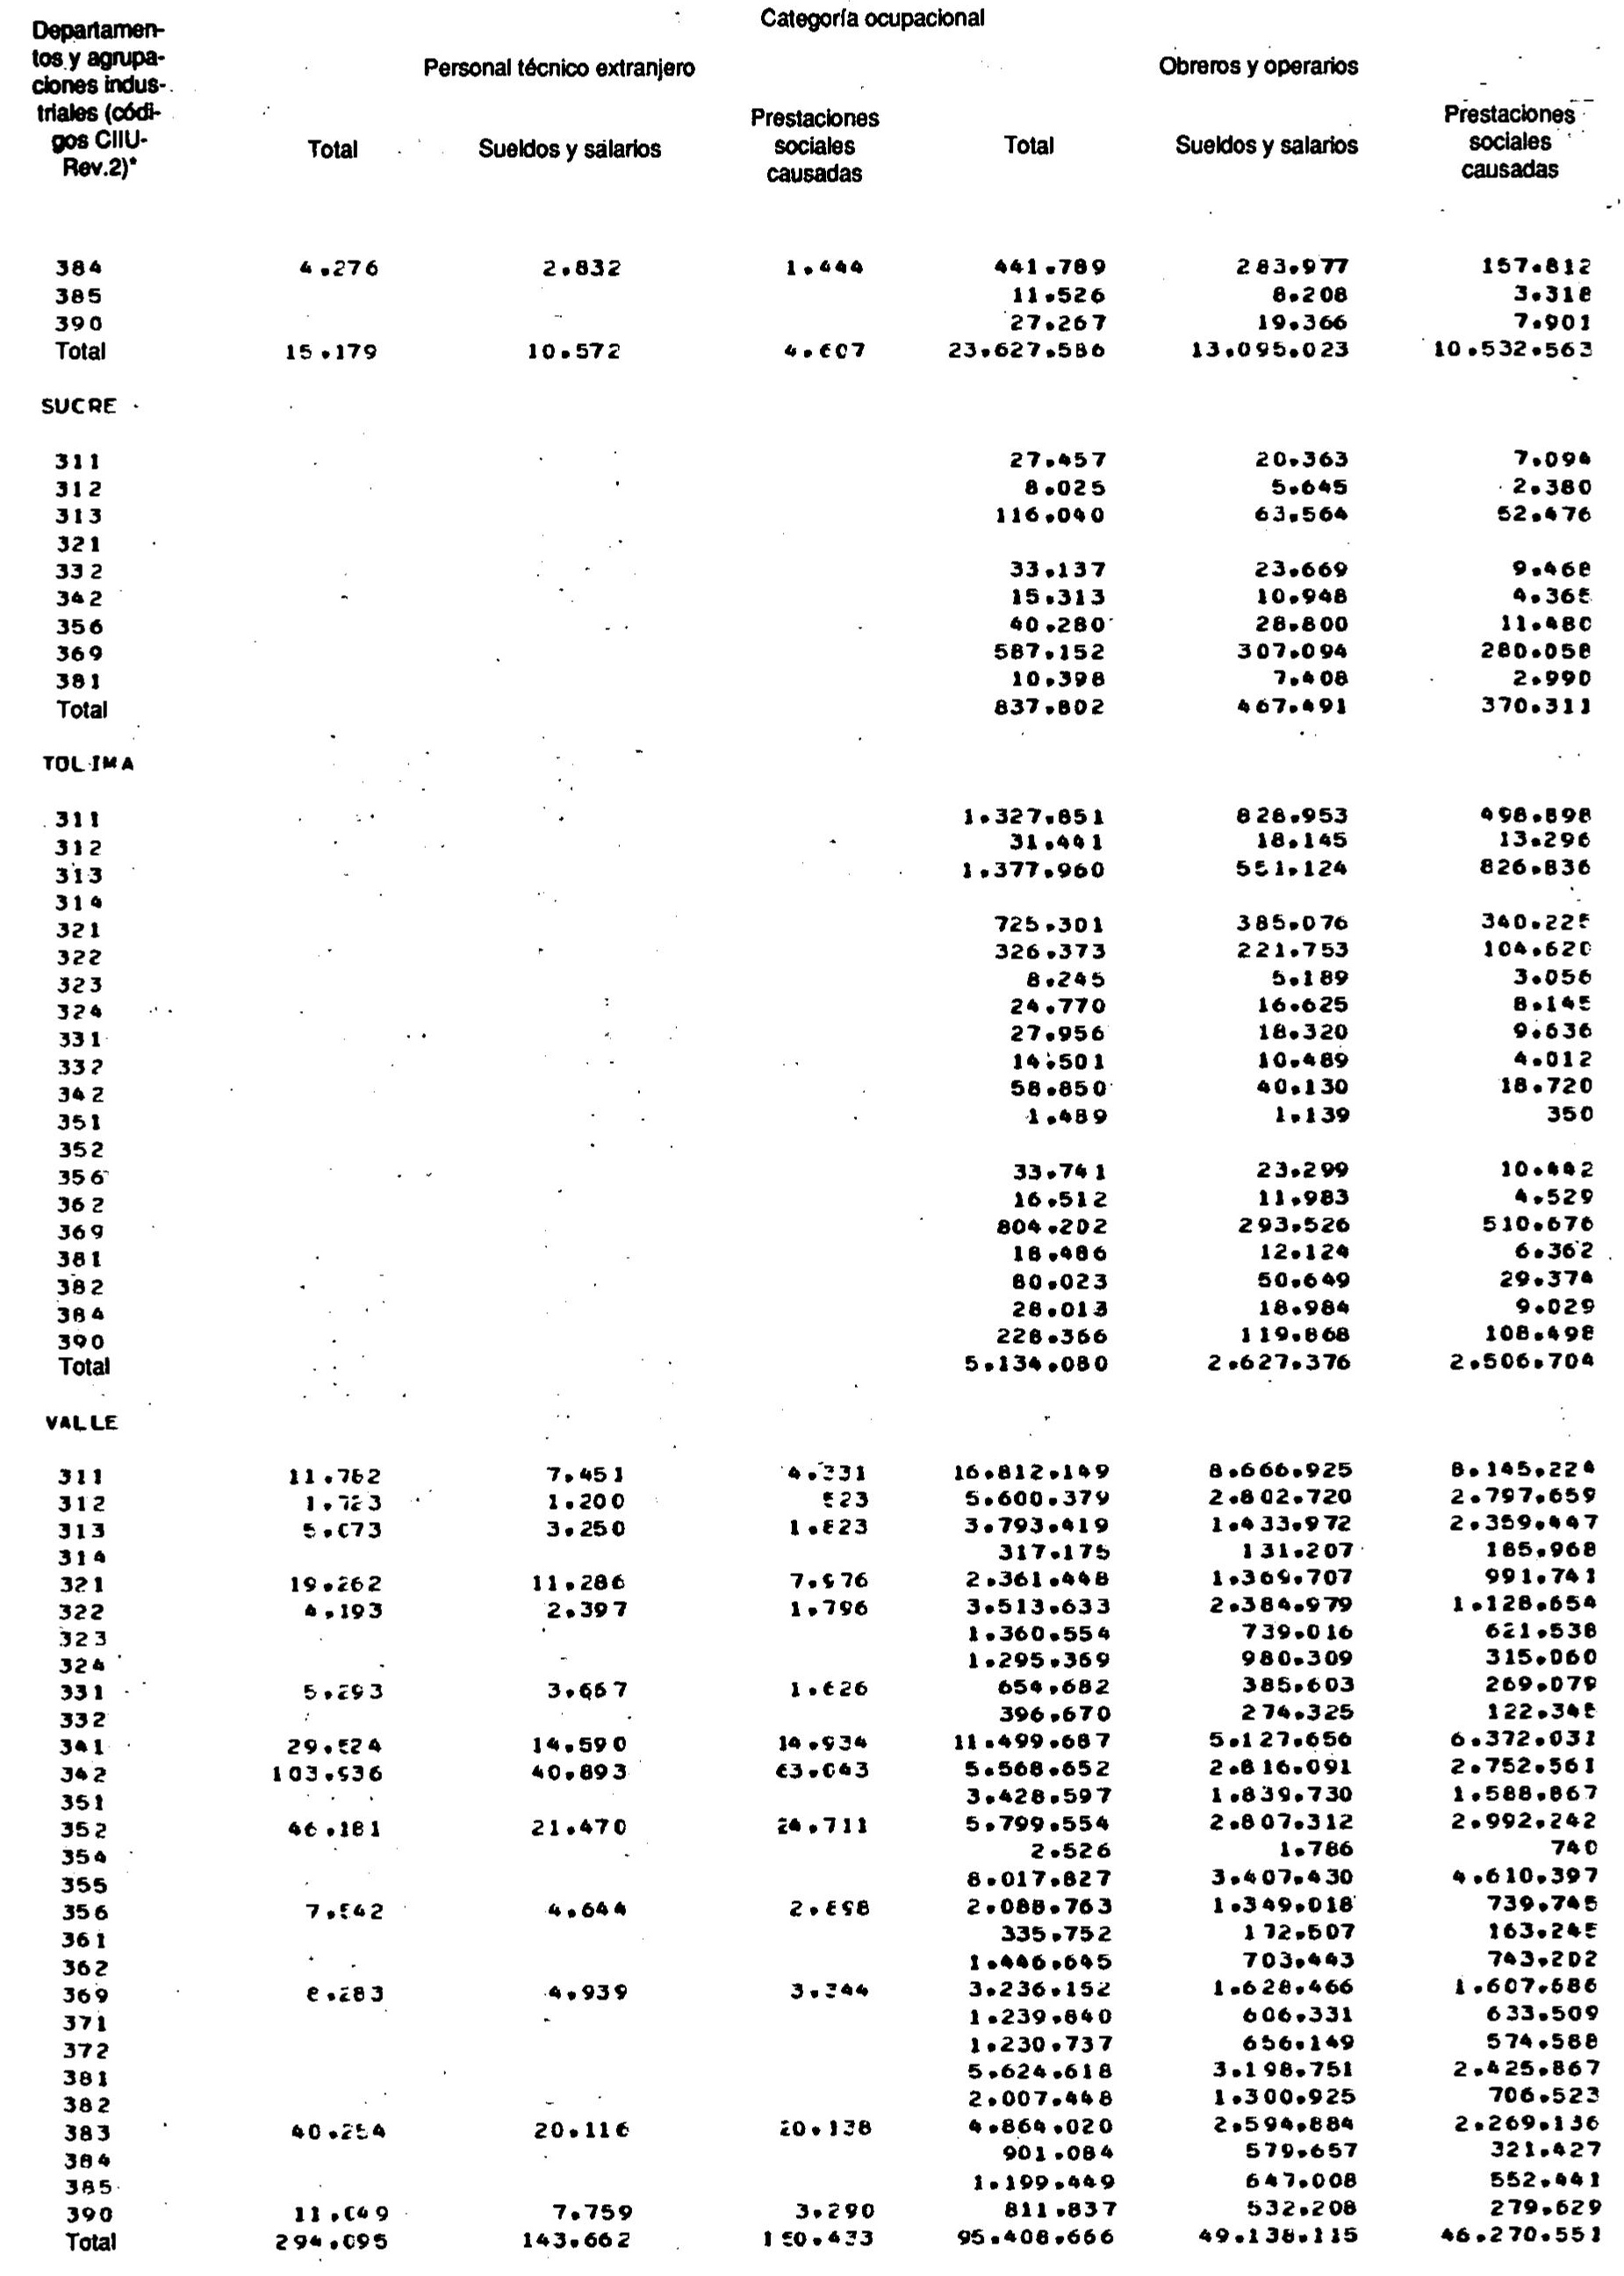 Categoría ocupacional
Departamen-
tos y agrupa-
ciones indus-
triales (códi-
gos CIIU-
Rev.2)*
Personal técnico extranjero Obreros y operarios
Total Sueldos y salarios Prestaciones sociales causadas Total Sueldos y salarios Prestaciones sociales causadas
384 4.276 2.832 1.444 441.789 283.977 157.812
385 11.526 8.208 3.318
390 27.267 19.366 7.901
Total 15.179 10.572 4.607 23.627.586 13.095.023 10.532.563
SUCRE
311 27.457 20.363 7.094
312 8.025 5.645 2.380
313 116.040 63.564 52.476
321
332 33.137 23.669 9.468
342 15.313 10.948 4.365
356 40.280 28.800 11.480
369 587.152 307.094 280.058
381 10.398 7.408 2.990
Total 837.802 467.491 370.311
TOLIMA
311 1.327.851 828.953 498.898
312 31.441 18.145 13.296
313 1.377.960 551.124 826.836
314
321 725.301 385.076 340.225
322 326.373 221.753 104.620
323 8.245 5.189 3.056
324 24.770 16.625 8.145
331 27.956 18.320 9.636
332 14.501 10.489 4.012
342 58.850 40.130 18.720
351 1.489 1.139 350
352
356 33.741 23.299 10.442
362 16.512 11.983 4.529
369 804.202 293.526 510.676
381 18.486 12.124 6.362
382 80.023 50.649 29.374
384 28.013 18.984 9.029
390 228.366 119.868 108.498
Total 5.134.080 2.627.376 2.506.704
VALLE
311 11.782 7.451 4.331 16.812.149 8.666.925 8.145.224
312 1.723 1.200 523 5.600.379 2.802.720 2.797.659
313 5.073 3.250 1.823 3.793.419 1.433.972 2.359.447
314 317.175 131.207 185.968
321 19.262 11.286 7.976 2.361.448 1.369.707 991.741
322 4.193 2.397 1.796 3.513.633 2.384.979 1.128.654
323 1.360.554 739.016 621.538
324 1.295.369 980.309 315.060
331 5.293 3.667 1.626 654.682 385.603 269.079
332 396.670 274.325 122.345
341 29.524 14.590 14.934 11.499.687 5.127.656 6.372.031
342 103.936 40.893 63.043 5.568.652 2.816.091 2.752.561
351 3.428.597 1.839.730 1.588.867
352 46.181 21.470 24.711 5.799.554 2.807.312 2.992.242
354 2.526 1.786 740
355 8.017.827 3.407.430 4.610.397
356 7.542 4.644 2.898 2.088.763 1.349.018 739.745
361 335.752 172.507 163.245
362 1.446.645 703.443 743.202
369 8.283 4.939 3.344 3.236.152 1.628.466 1.607.686
371 1.239.840 606.331 633.509
372 1.230.737 656.149 574.588
381 5.624.618 3.198.751 2.425.867
382 2.007.448 1.300.925 706.523
383 40.254 20.116 20.138 4.864.020 2.594.884 2.269.136
384 901.084 579.657 321.427
385 1.199.449 647.008 552.441
390 11.049 7.759 3.290 811.837 532.208 279.629
Total 294.095 143.662 150.433 95.408.666 49.138.115 46.270.551